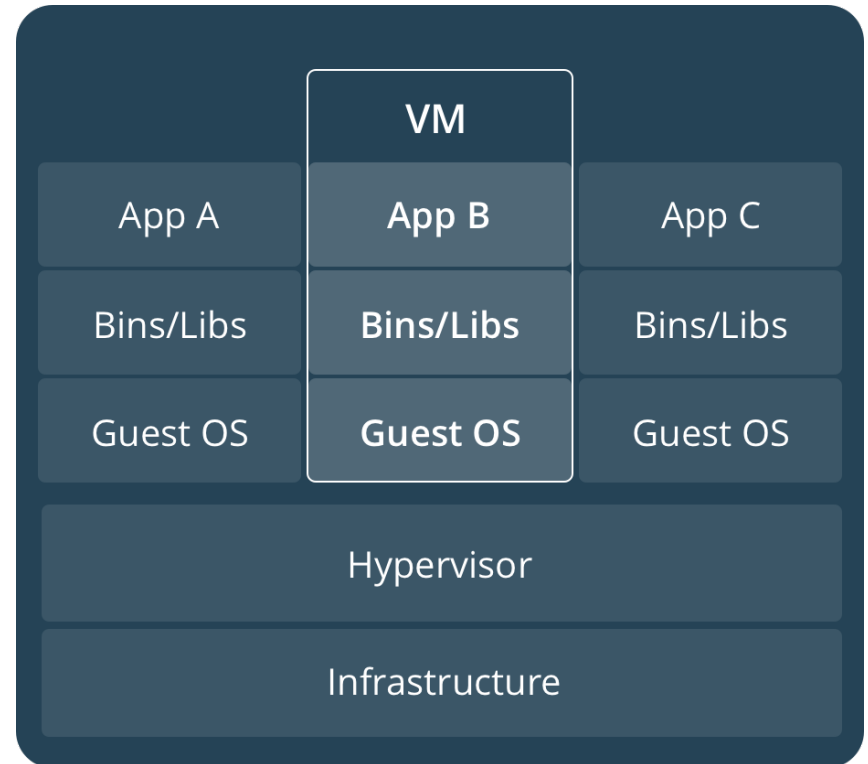 VM
App A
App B
App C
Bins/Libs
Bins/Libs
Bins/Libs
Guest OS
Guest OS
Guest OS
Hypervisor
Infrastructure